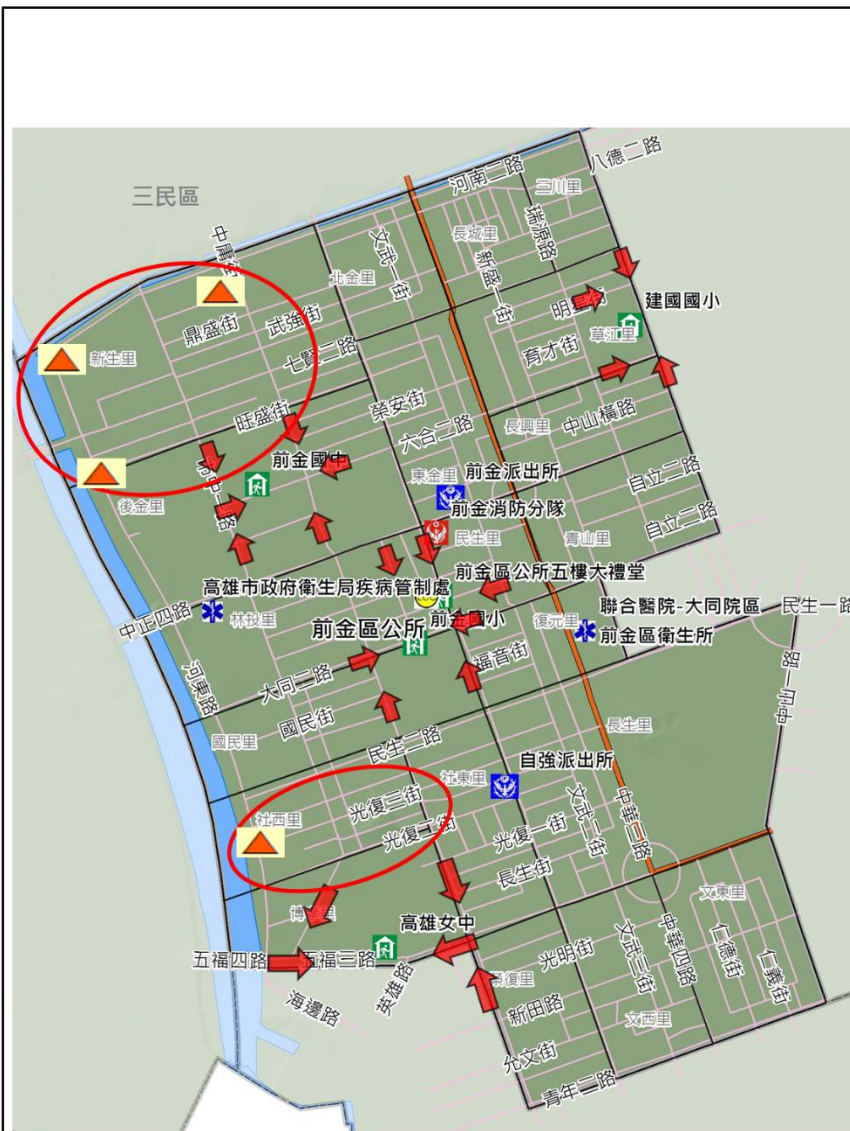 八德二路
河南二路
三川里
三民區
中庸街
瑞源路
長城里
文武一街
新盛一街
北金里
明星街
建國國小
鼎盛街
武強街
草江里
七賢二路
育才街
新生里
榮安街
旺盛街
中山橫路
六合二路
長興里
前金國中
東金里
前金派出所
自立二路
後金里
前金消防分隊
自立二路
民生里
青山里
高雄市政府衛生局疾病管制處
前金區公所五樓大禮堂
聯合醫院-大同院區
民生一路
中正四路
林投里
前金區公所
前金國小
復元里
前金區衛生所
河東路
大同二路
福音街
中山一路
國民街
長生里
國民里
民生二路
自強派出所
社東里
社西里
光復三街
光復二街
光復一街
文武二街
中華三路
長生街
文東里
高雄女中
五福四路
五福三路
光明街
文武三街
中華四路
仁德街
仁義街
海邊路
英雄路
榮復里
新田路
文西里
允文街
青年二路